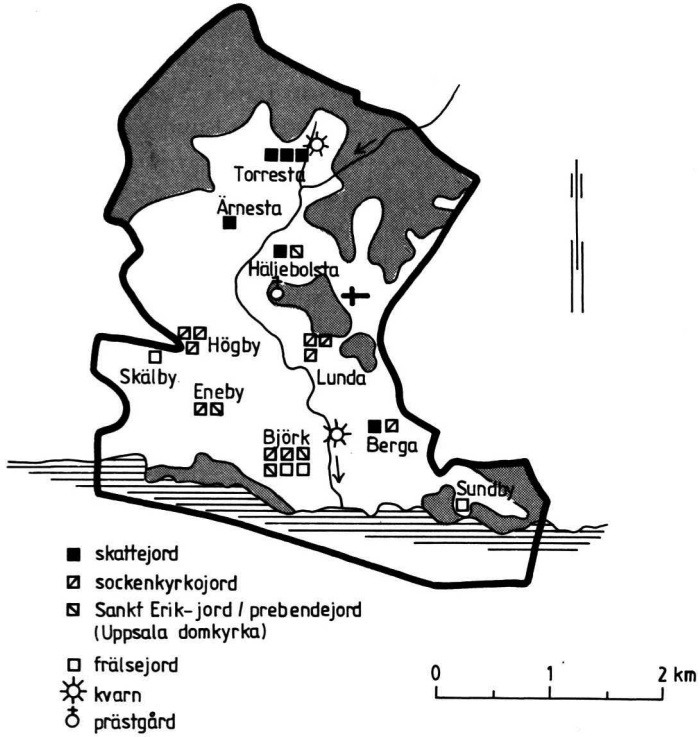 Torresta
Ärnesta
Häljebolsta
Högby
Skälby
Lunda
Eneby
Björk
Berga
Sundby
skattejord
sockenkyrkojord
Sankt Erik-jord / prebendejord
(Uppsala domkyrka)
frälsejord
kvarn
prästgård
0 1 2 km